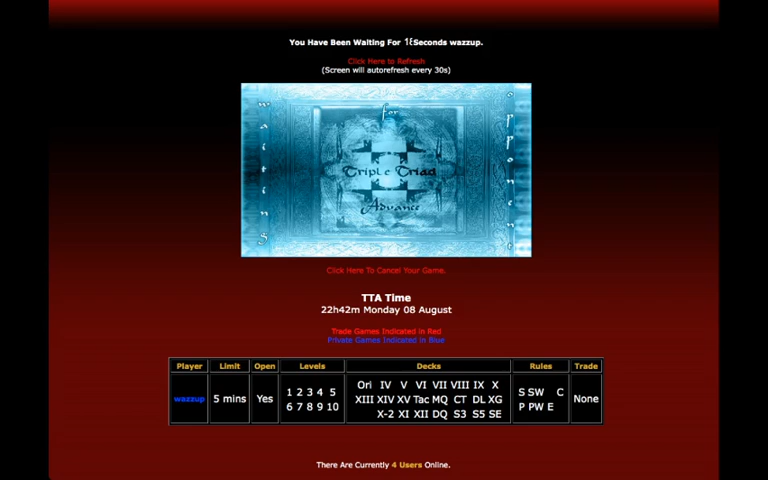 You Have Been Waiting For Seconds wazzup.
Click Here to Refresh
(Screen will autorefresh every 30s)
waiting for opponent
Triple Triad
Advance
Click Here To Cancel Your Game.
TTA Time
22h42m Monday 08 August
Trade Games Indicated in Red
Private Games Indicated in Blue
Player Limit Open Levels Decks Rules Trade
wazzup 5 mins Yes 1 2 3 4 5 6 7 8 9 10 Ori IV V VI VII VIII IX X XIII XIV XV Tac MQ CT DL XG X-2 XI XII DQ S3 S5 SE S SW C P PW E None
There Are Currently 4 Users Online.